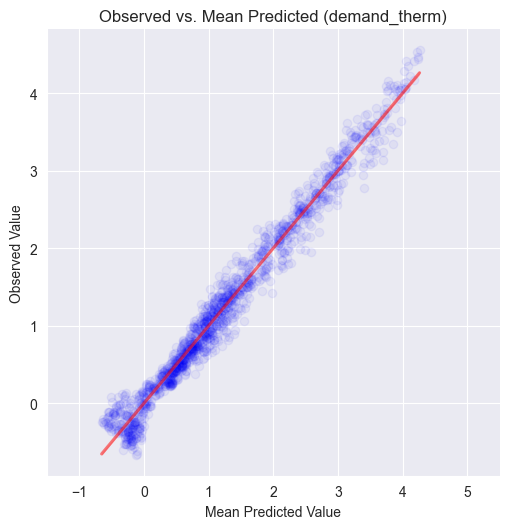 Observed vs. Mean Predicted (demand_therm)
4
3
2
1
0
Observed Value
−1 0 1 2 3 4 5
Mean Predicted Value